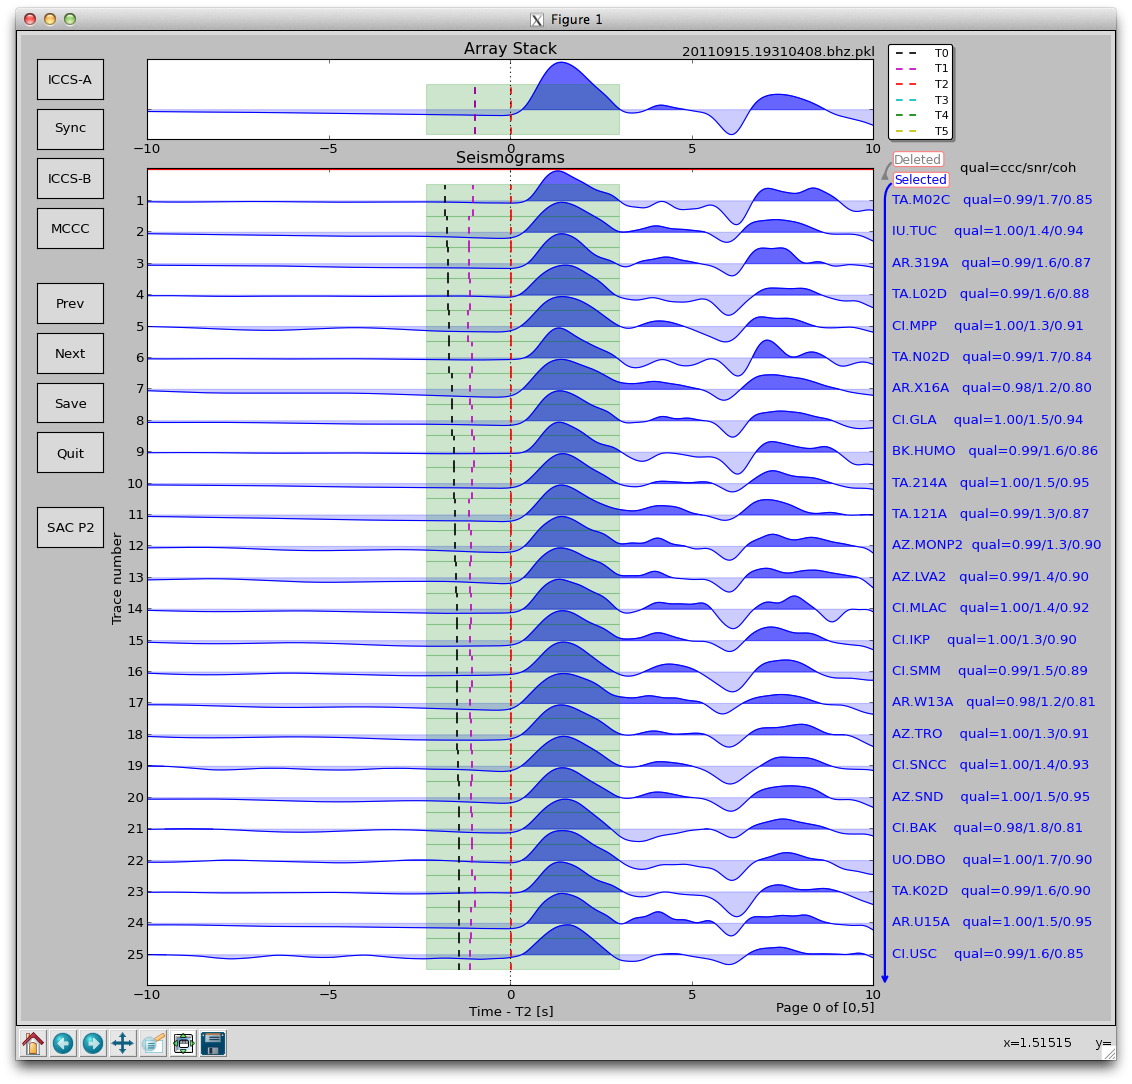 Figure 1
Array Stack
20110915.19310408.bhz.pkl
ICCS-A
Sync
ICCS-B
MCCC
Prev
Next
Save
Quit
SAC P2
T0
T1
T2
T3
T4
T5
−10 −5 0 5 10
Seismograms
Deleted
Selected
qual=ccc/snr/coh
1 TA.M02C qual=0.99/1.7/0.85
2 IU.TUC qual=1.00/1.4/0.94
3 AR.319A qual=0.99/1.6/0.87
4 TA.L02D qual=0.99/1.6/0.88
5 CI.MPP qual=1.00/1.3/0.91
6 TA.N02D qual=0.99/1.7/0.84
7 AR.X16A qual=0.98/1.2/0.80
8 CI.GLA qual=1.00/1.5/0.94
9 BK.HUMO qual=0.99/1.6/0.86
10 TA.214A qual=1.00/1.5/0.95
11 TA.121A qual=0.99/1.3/0.87
12 AZ.MONP2 qual=0.99/1.3/0.90
13 AZ.LVA2 qual=0.99/1.4/0.90
14 CI.MLAC qual=1.00/1.4/0.92
15 CI.IKP qual=1.00/1.3/0.90
16 CI.SMM qual=0.99/1.5/0.89
17 AR.W13A qual=0.98/1.2/0.81
18 AZ.TRO qual=1.00/1.3/0.91
19 CI.SNCC qual=1.00/1.4/0.93
20 AZ.SND qual=1.00/1.5/0.95
21 CI.BAK qual=0.98/1.8/0.81
22 UO.DBO qual=1.00/1.7/0.90
23 TA.K02D qual=0.99/1.6/0.90
24 AR.U15A qual=1.00/1.5/0.95
25 CI.USC qual=0.99/1.6/0.85
Trace number
−10 −5 0 5 10
Time - T2 [s]
Page 0 of [0,5]
x=1.51515 y=